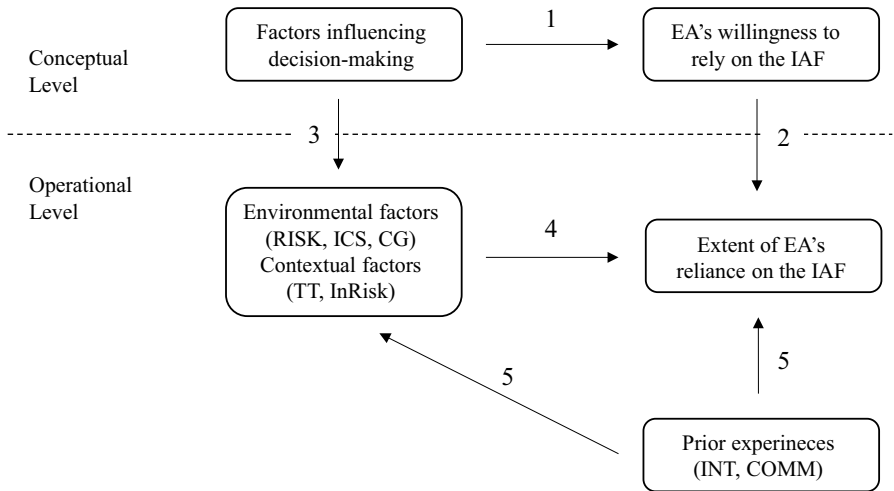 Factors influencing
decision-making
1
EA's willingness to
rely on the IAF
Conceptual
Level
3
2
Operational
Level
Environmental factors
(RISK, ICS, CG)
Contextual factors
(TT, InRisk)
4
Extent of EA's
reliance on the IAF
5
5
Prior experineces
(INT, COMM)